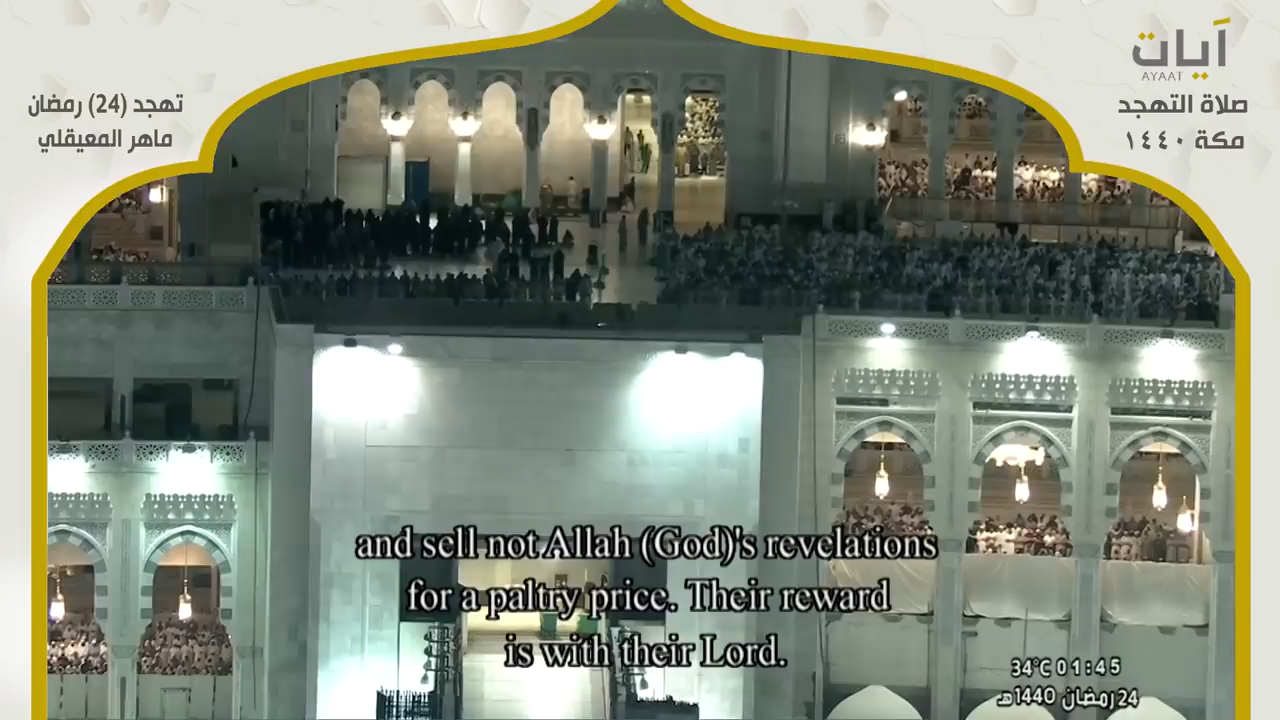 آيات
AYAAT
صلاة التهجد
مكة ١٤٤٠
تهجد (24) رمضان
ماهر المعيقلي
and sell not Allah (God)'s revelations
for a paltry price. Their reward
is with their Lord.
34°C 01:45
24 رمضان 1440هـ